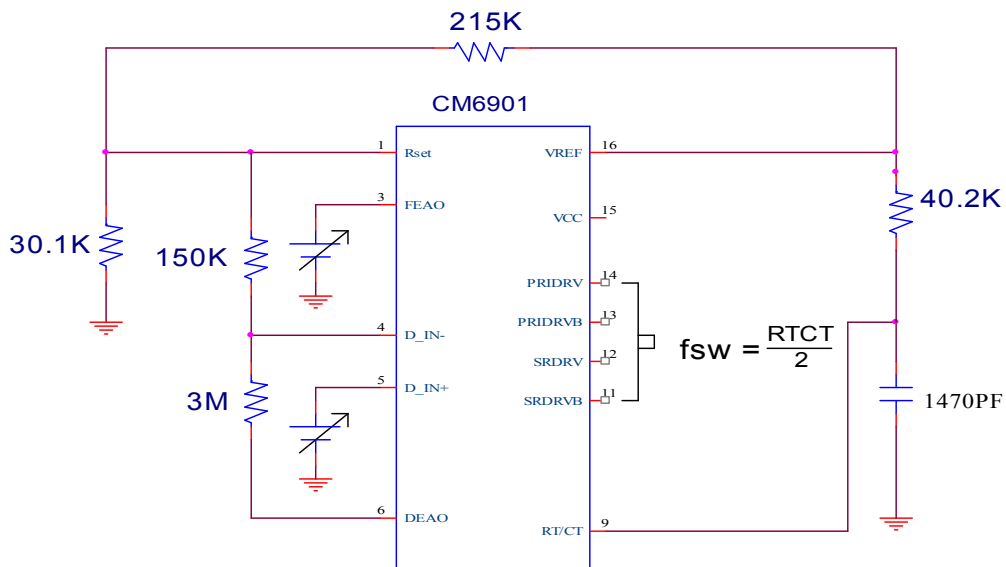 215K
CM6901
1 Rset VREF 16
3 FEAO
VCC 15
40.2K
30.1K
150K
PRIDRV 14
PRIDRVB 13
4 D_IN-
SRDRV 12
fsw = RTCT
2
5 D_IN+
3M
SRDRVB 11
1470PF
6 DEAO
RT/CT 9